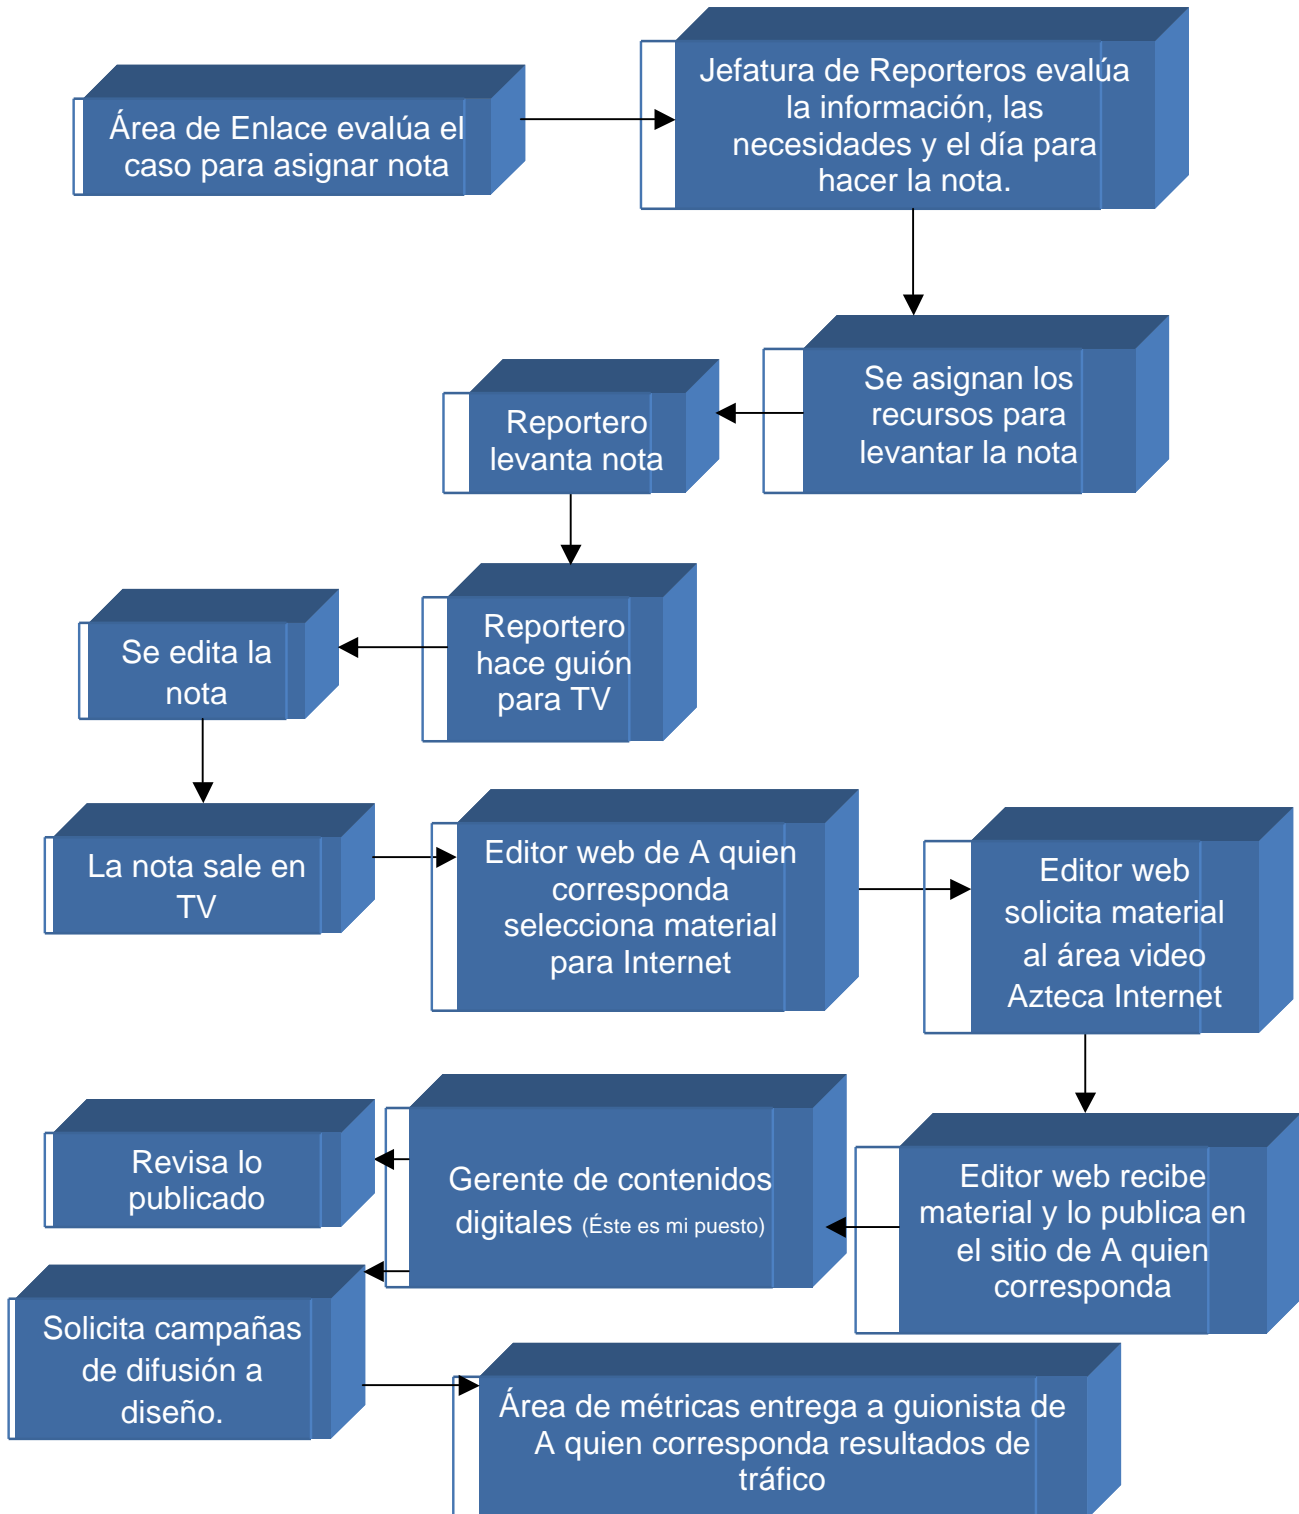 Área de Enlace evalúa el
caso para asignar nota
Jefatura de Reporteros evalúa
la información, las
necesidades y el día para
hacer la nota.
Se asignan los
recursos para
levantar la nota
Reportero
levanta nota
Reportero
hace guión
para TV
Se edita la
nota
La nota sale en
TV
Editor web de A quien
corresponda
selecciona material
para Internet
Editor web
solicita material
al área video
Azteca Internet
Editor web recibe
material y lo publica en
el sitio de A quien
corresponda
Gerente de contenidos
digitales (Éste es mi puesto)
Revisa lo
publicado
Solicita campañas
de difusión a
diseño.
Área de métricas entrega a guionista de
A quien corresponda resultados de
tráfico